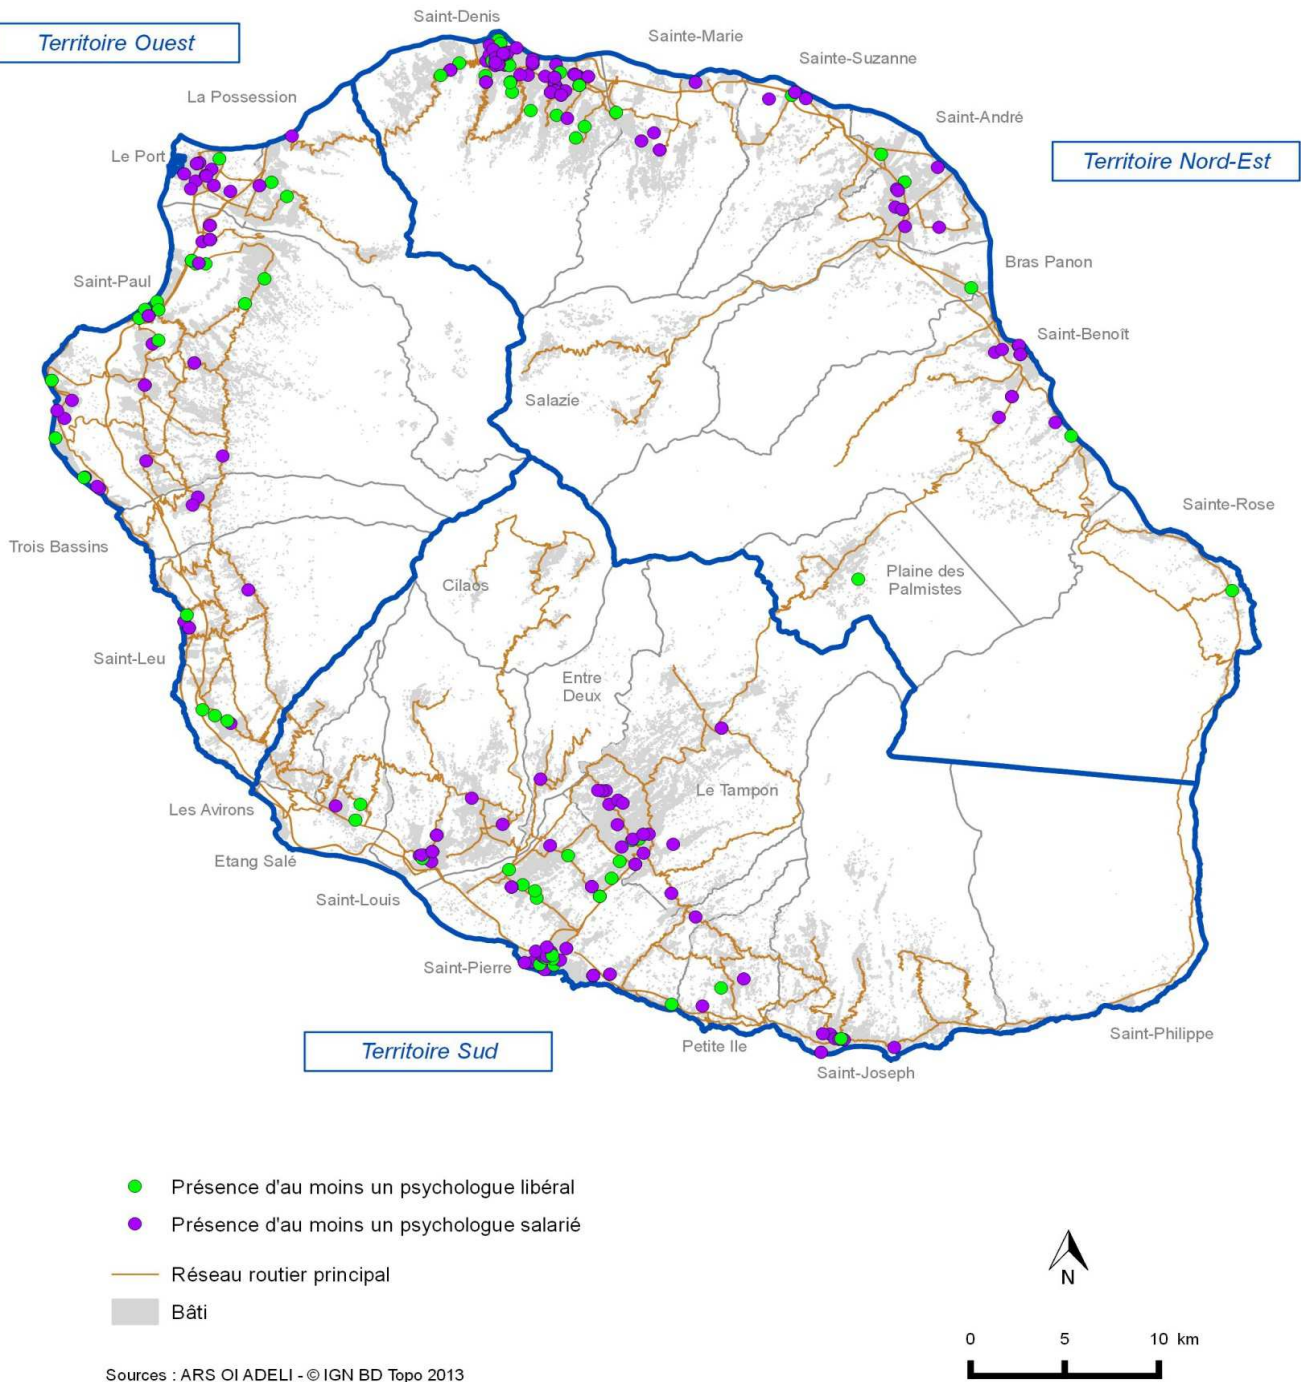 Saint-Denis
Territoire Ouest
Sainte-Marie
Sainte-Suzanne
La Possession
Saint-André
Le Port
Territoire Nord-Est
Bras Panon
Saint-Paul
Saint-Benoît
Salazie
Sainte-Rose
Trois Bassins
Plaine des
Palmistes
Cilaos
Saint-Leu
Entre
Deux
Le Tampon
Les Avirons
Etang Salé
Saint-Louis
Saint-Pierre
Saint-Philippe
Petite Ile
Territoire Sud
Saint-Joseph
Présence d'au moins un psychologue libéral
Présence d'au moins un psychologue salarié
Réseau routier principal
Bâti
N
0 5 10 km
Sources : ARS OI ADELI - © IGN BD Topo 2013